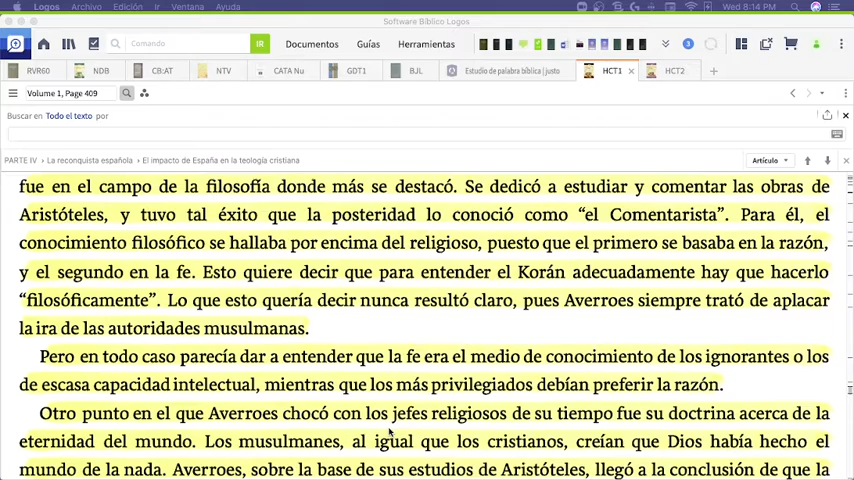 Logos Archivo Edición Ir Ventana Ayuda Wed 8:14 PM
Software Bíblico Logos
Comando IR Documentos Guías Herramientas 3
RVR60 NDB CB:AT NTV CATA Nu GDT1 BJL Estudio de palabra bíblica | justo HCT1 HCT2
Volume 1, Page 409
Buscar en Todo el texto por
PARTE IV › La reconquista española › El impacto de España en la teología cristiana Artículo
fue en el campo de la filosofía donde más se destacó. Se dedicó a estudiar y comentar las obras de
Aristóteles, y tuvo tal éxito que la posteridad lo conoció como “el Comentarista”. Para él, el
conocimiento filosófico se hallaba por encima del religioso, puesto que el primero se basaba en la razón,
y el segundo en la fe. Esto quiere decir que para entender el Korán adecuadamente hay que hacerlo
“filosóficamente”. Lo que esto quería decir nunca resultó claro, pues Averroes siempre trató de aplacar
la ira de las autoridades musulmanas.
Pero en todo caso parecía dar a entender que la fe era el medio de conocimiento de los ignorantes o los
de escasa capacidad intelectual, mientras que los más privilegiados debían preferir la razón.
Otro punto en el que Averroes chocó con los jefes religiosos de su tiempo fue su doctrina acerca de la
eternidad del mundo. Los musulmanes, al igual que los cristianos, creían que Dios había hecho el
mundo de la nada. Averroes, sobre la base de sus estudios de Aristóteles, llegó a la conclusión de que la